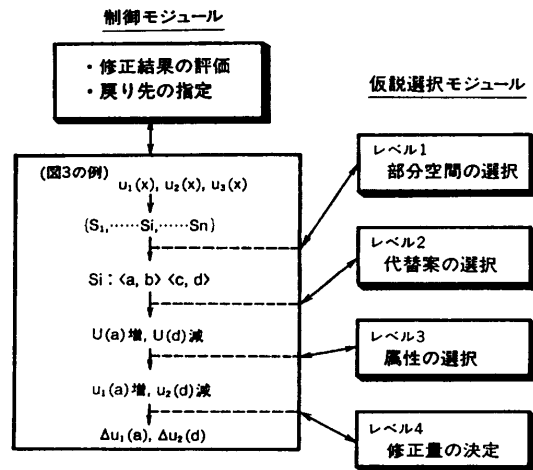 制御モジュール
・修正結果の評価
・戻り先の指定
仮説選択モジュール
(図3の例)
u₁(x), u₂(x), u₃(x)
{S₁,……Si,……Sn}
Si：〈a, b〉〈c, d〉
U(a)増, U(d)減
u₁(a)増, u₂(d)減
Δu₁(a), Δu₂(d)
レベル1
部分空間の選択
レベル2
代替案の選択
レベル3
属性の選択
レベル4
修正量の決定